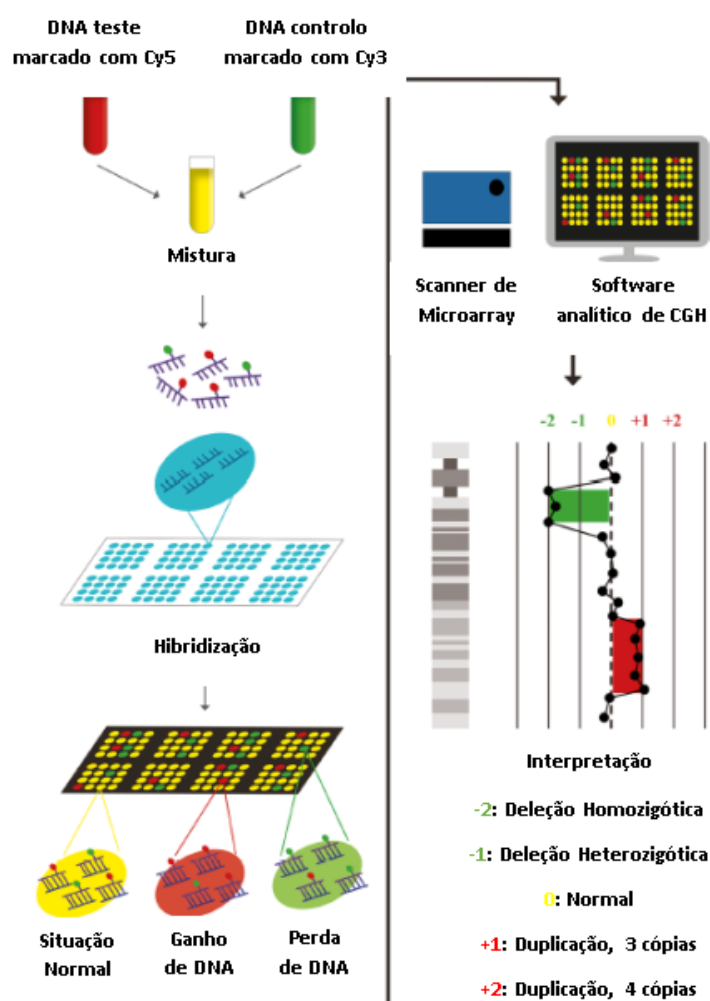 DNA teste
marcado com Cy5
DNA controlo
marcado com Cy3
Mistura
Hibridização
Situação
Normal
Ganho
de DNA
Perda
de DNA
Scanner de
Microarray
Software
analítico de CGH
-2 -1 0 +1 +2
Interpretação
-2: Deleção Homozigótica
-1: Deleção Heterozigótica
0: Normal
+1: Duplicação, 3 cópias
+2: Duplicação, 4 cópias